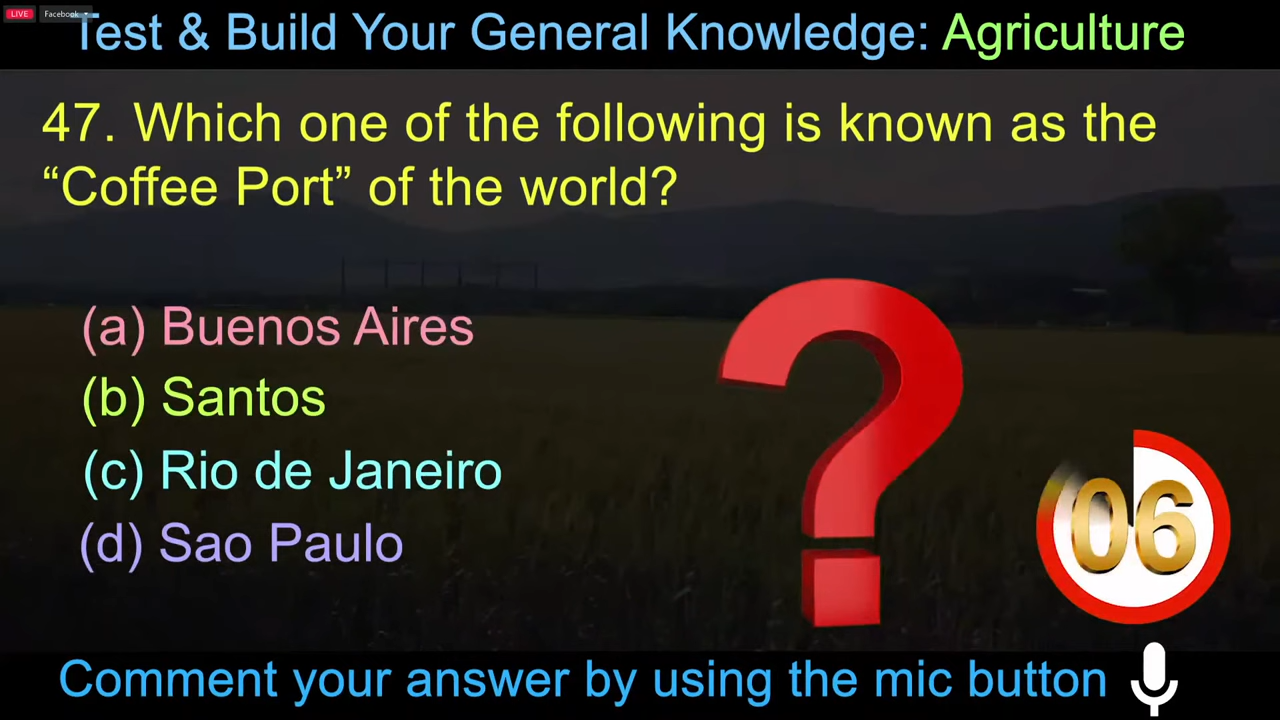 LIVE Facebook
Test & Build Your General Knowledge: Agriculture
47. Which one of the following is known as the
“Coffee Port” of the world?
(a) Buenos Aires
(b) Santos
(c) Rio de Janeiro
(d) Sao Paulo
06
Comment your answer by using the mic button